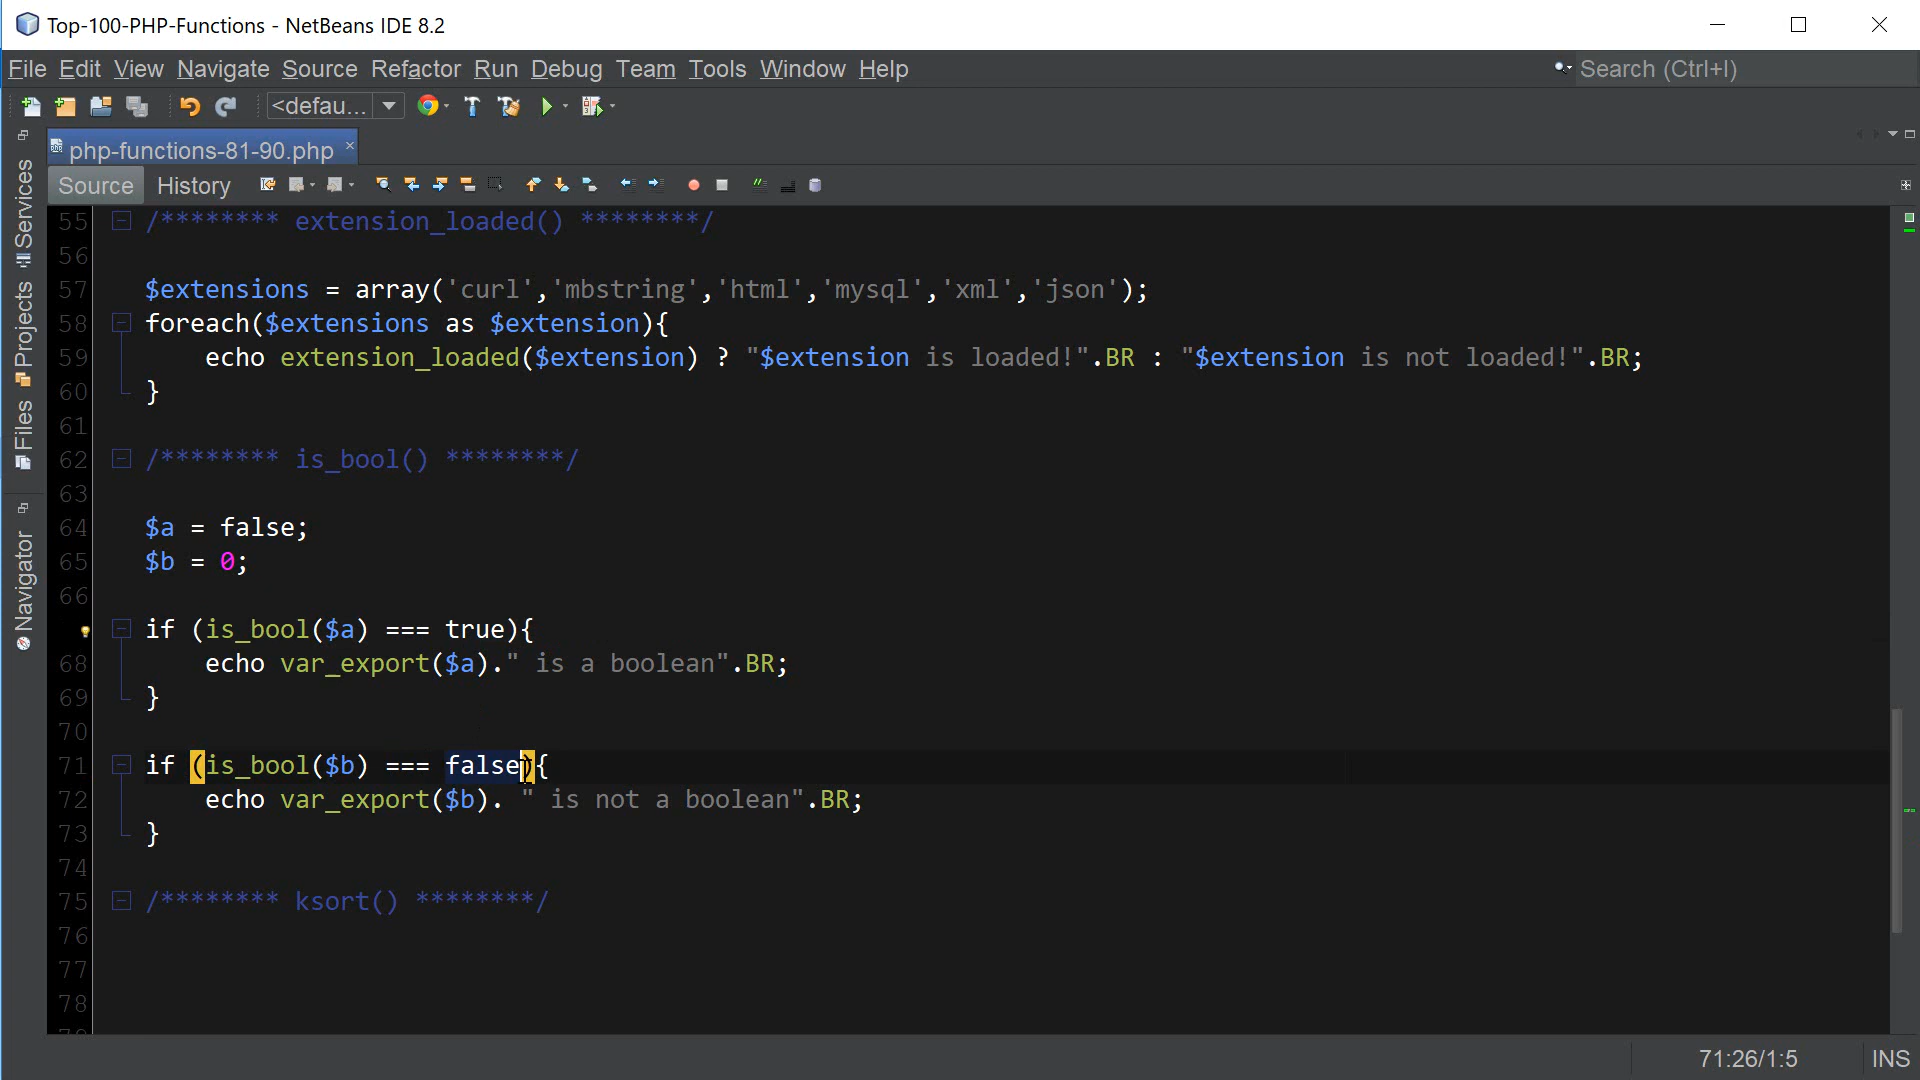 Top-100-PHP-Functions - NetBeans IDE 8.2
File Edit View Navigate Source Refactor Run Debug Team Tools Window Help
Search (Ctrl+I)
<defau...
php-functions-81-90.php
Source History
Services
Projects
Files
Navigator
55 /******** extension_loaded() ********/
56
57 $extensions = array('curl','mbstring','html','mysql','xml','json');
58 foreach($extensions as $extension){
59 echo extension_loaded($extension) ? "$extension is loaded!".BR : "$extension is not loaded!".BR;
60 }
61
62 /******** is_bool() ********/
63
64 $a = false;
65 $b = 0;
66
if (is_bool($a) === true){
68 echo var_export($a)." is a boolean".BR;
69 }
70
71 if (is_bool($b) === false){
72 echo var_export($b). " is not a boolean".BR;
73 }
74
75 /******** ksort() ********/
76
77
78
71:26/1:5 INS